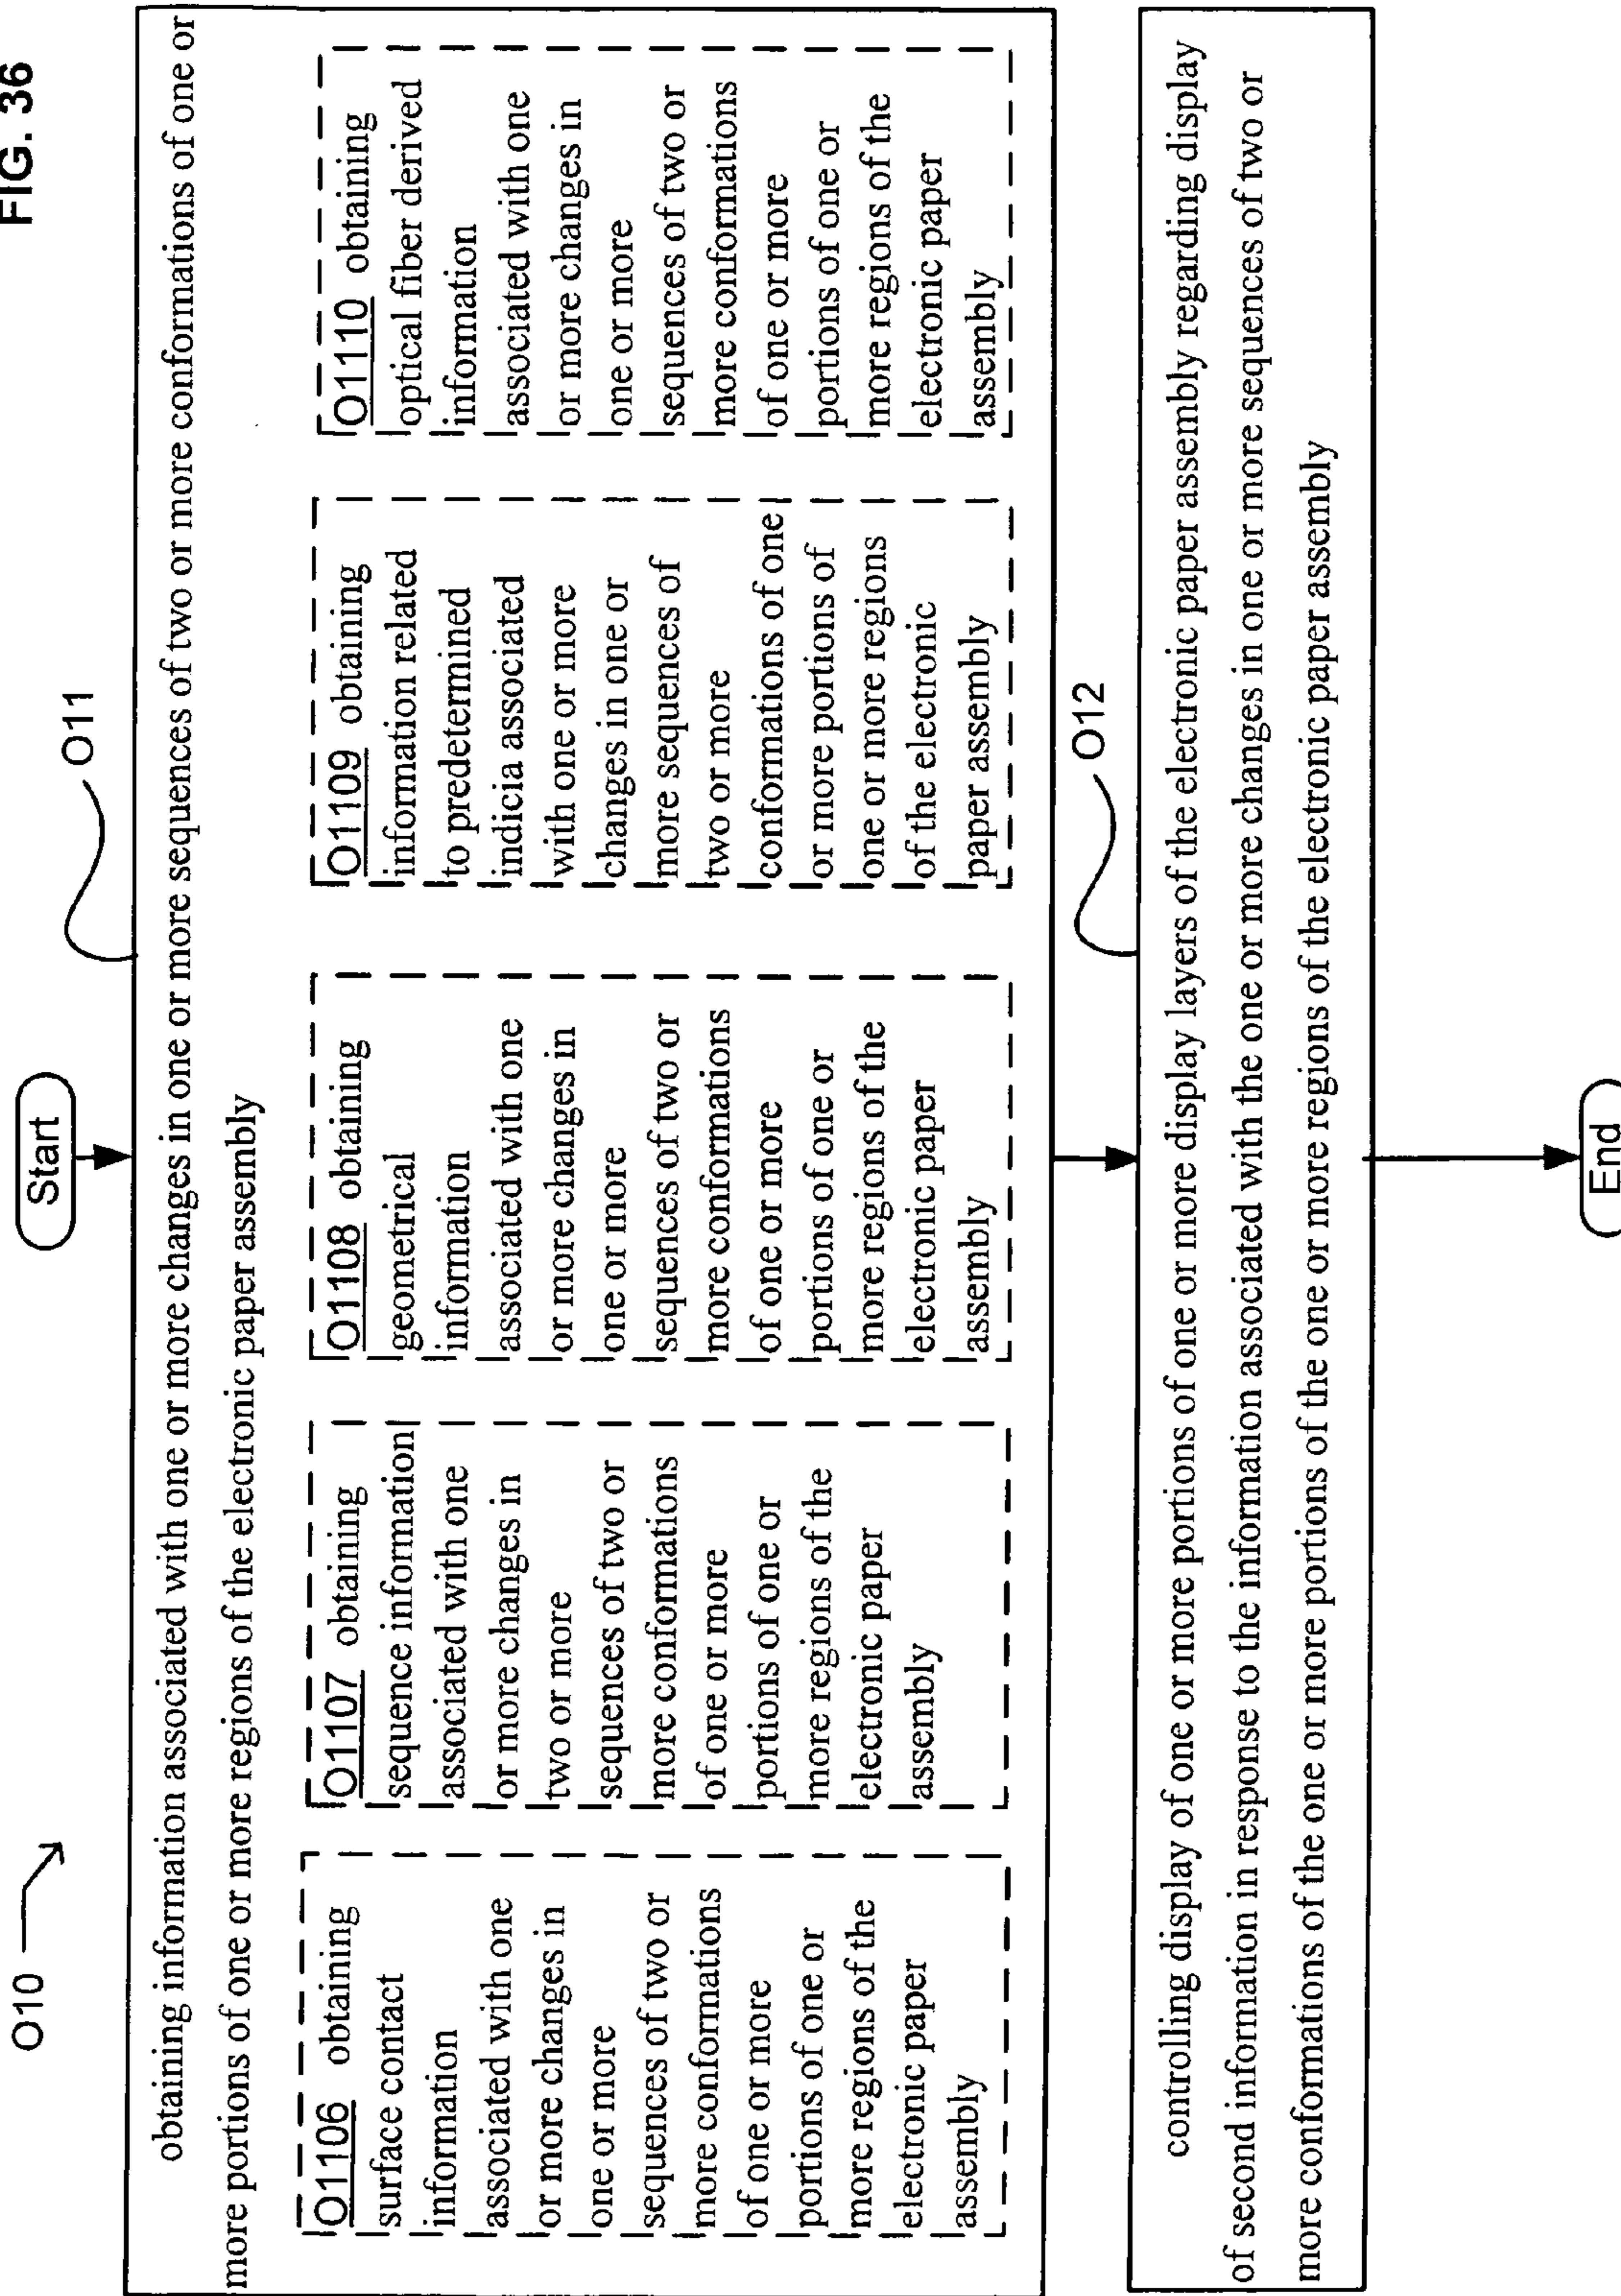 FIG. 36
O10
Start
O11
obtaining information associated with one or more changes in one or more sequences of two or more conformations of one or
more portions of one or more regions of the electronic paper assembly
O1106 obtaining
surface contact
information
associated with one
or more changes in
one or more
sequences of two or
more conformations
of one or more
portions of one or
more regions of the
electronic paper
assembly
O1107 obtaining
sequence information
associated with one
or more changes in
two or more
sequences of two or
more conformations
of one or more
portions of one or
more regions of the
electronic paper
assembly
O1108 obtaining
geometrical
information
associated with one
or more changes in
one or more
sequences of two or
more conformations
of one or more
portions of one or
more regions of the
electronic paper
assembly
O1109 obtaining
information related
to predetermined
indicia associated
with one or more
changes in one or
more sequences of
two or more
conformations of one
or more portions of
one or more regions
of the electronic
paper assembly
O1110 obtaining
optical fiber derived
information
associated with one
or more changes in
one or more
sequences of two or
more conformations
of one or more
portions of one or
more regions of the
electronic paper
assembly
O12
controlling display of one or more portions of one or more display layers of the electronic paper assembly regarding display
of second information in response to the information associated with the one or more changes in one or more sequences of two or
more conformations of the one or more portions of the one or more regions of the electronic paper assembly
End